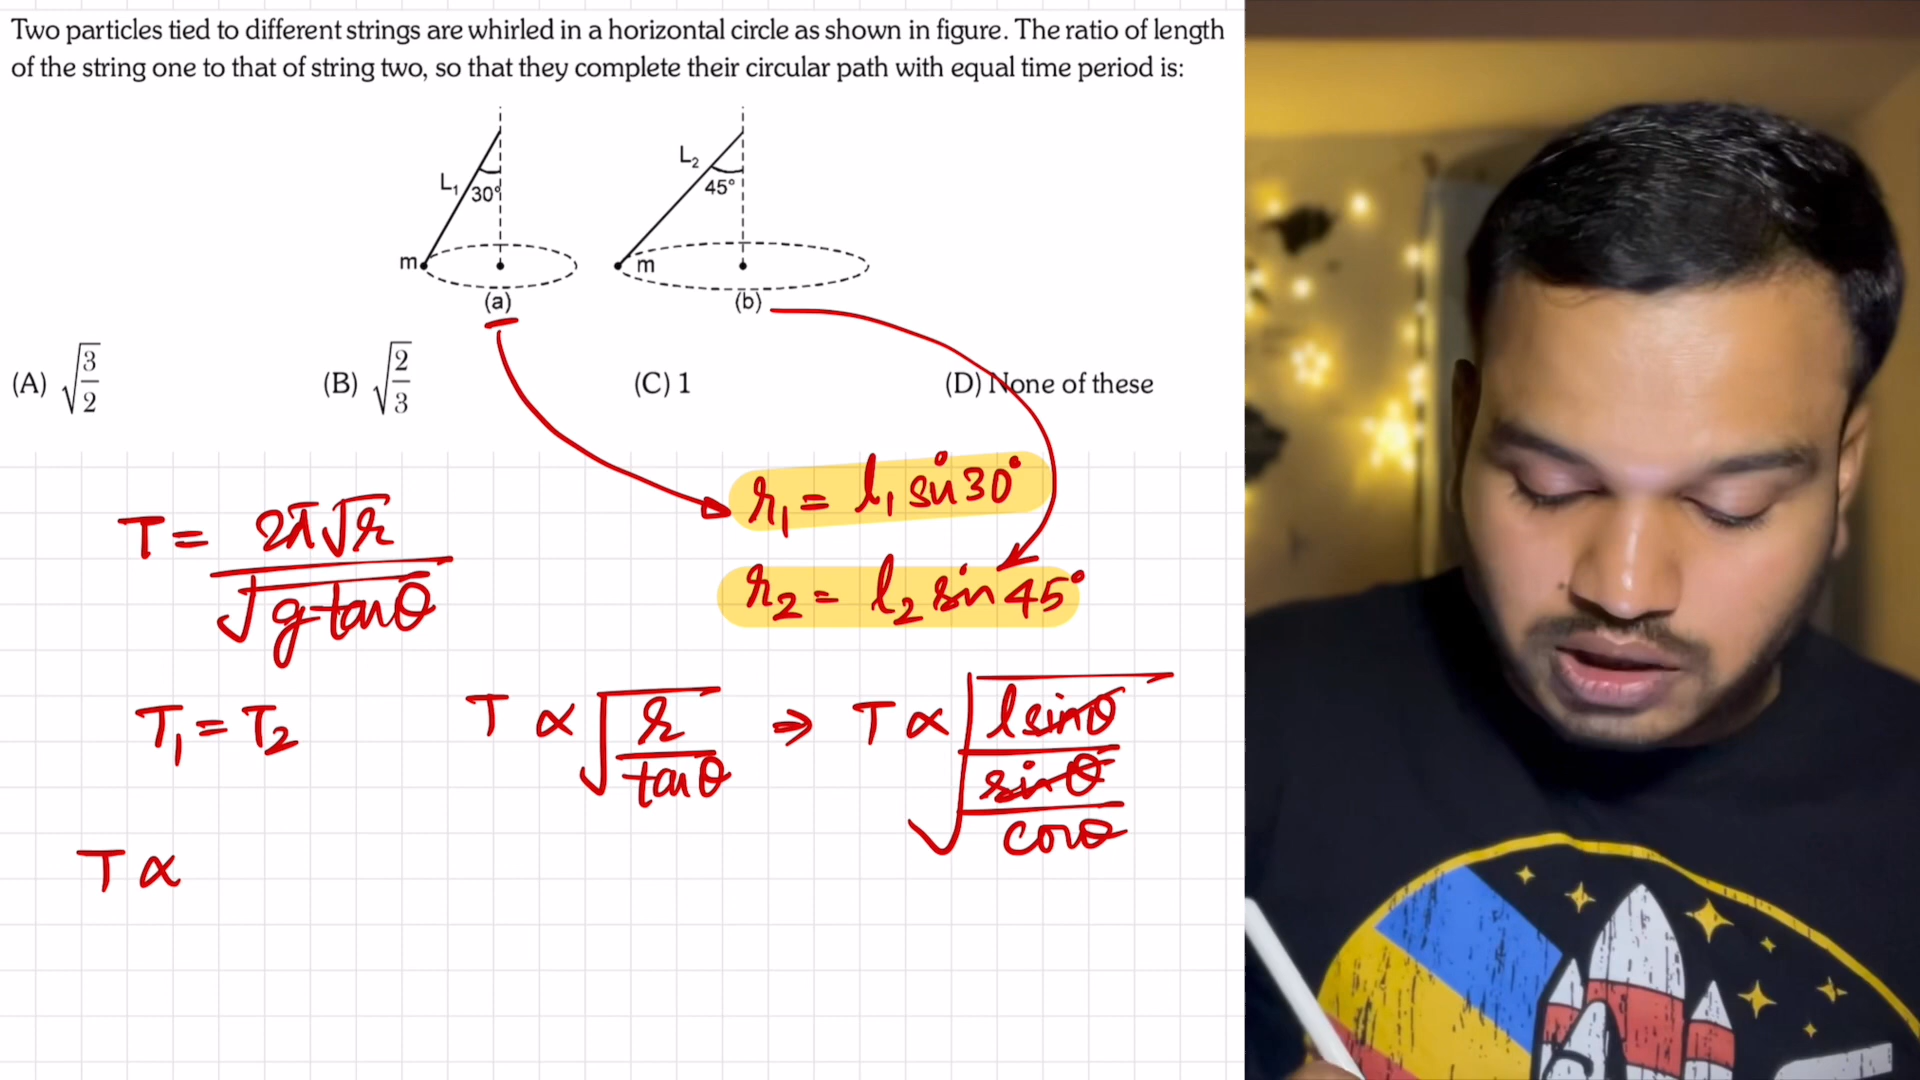 Two particles tied to different strings are whirled in a horizontal circle as shown in figure. The ratio of length
of the string one to that of string two, so that they complete their circular path with equal time period is:
L₁ 30° m (a)
L₂ 45° m (b)
(A) √(3/2) (B) √(2/3) (C) 1 (D) None of these
r₁ = l₁ sin 30°
T = 2π√r / √(g tanθ)
r₂ = l₂ sin 45°
T₁ = T₂ T ∝ √(r / tanθ) ⇒ T ∝ √(l sinθ / (sinθ / cosθ))
T ∝